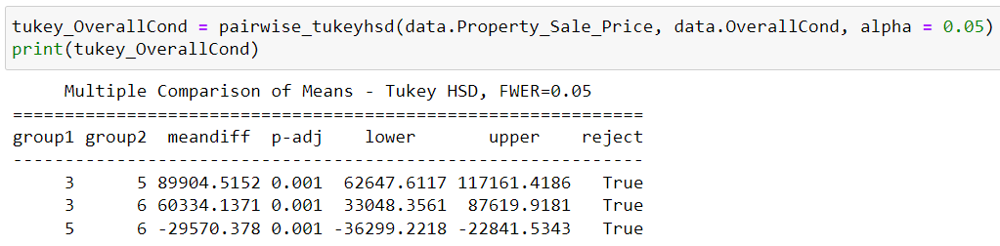 tukey_OverallCond = pairwise_tukeyhsd(data.Property_Sale_Price, data.OverallCond, alpha = 0.05)
print(tukey_OverallCond)
Multiple Comparison of Means - Tukey HSD, FWER=0.05
============================================================
group1 group2 meandiff p-adj lower upper reject
------------------------------------------------------------
3 5 89904.5152 0.001 62647.6117 117161.4186 True
3 6 60334.1371 0.001 33048.3561 87619.9181 True
5 6 -29570.378 0.001 -36299.2218 -22841.5343 True